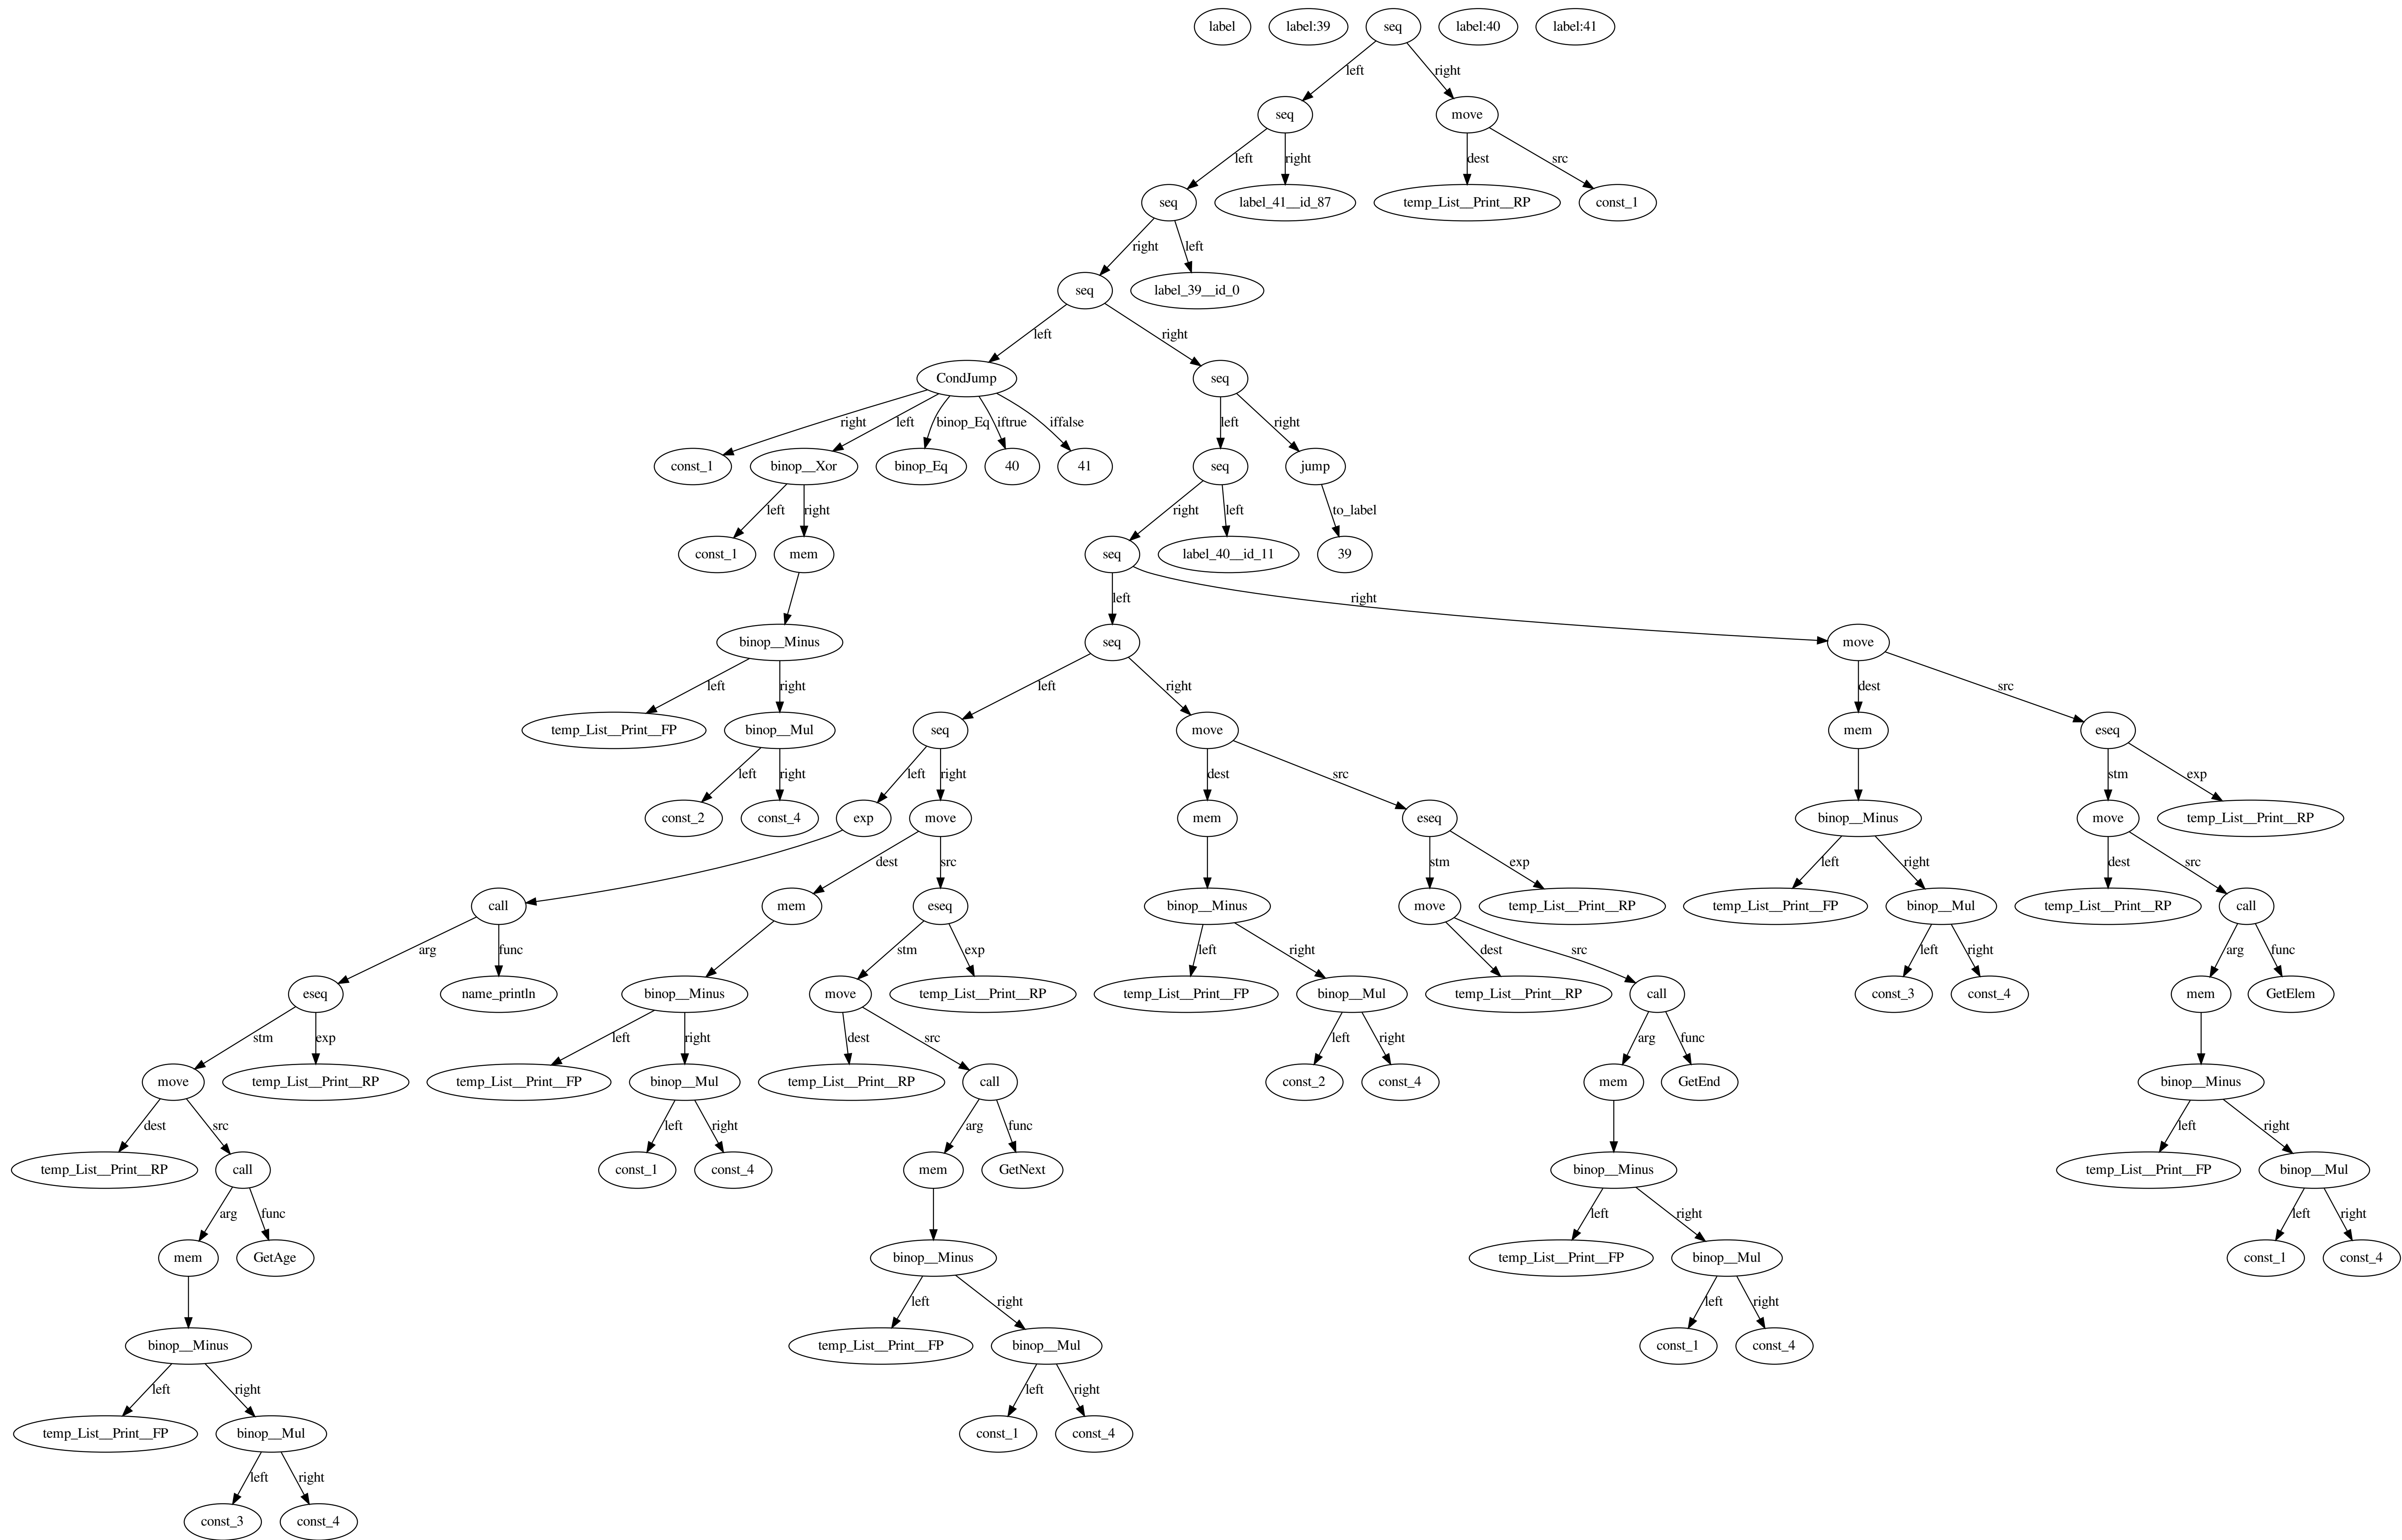 label label:39 seq label:40 label:41
left right
seq move
left right dest src
seq label_41__id_87 temp_List__Print__RP const_1
right left
seq label_39__id_0
left right
CondJump seq
right left binop_Eq iftrue iffalse left right
const_1 binop__Xor binop_Eq 40 41 seq jump
left right right left to_label
const_1 mem seq label_40__id_11 39
left right
binop__Minus seq move
left right left right dest src
temp_List__Print__FP binop__Mul seq move mem eseq
left right left right dest src stm exp
const_2 const_4 exp move mem eseq binop__Minus move temp_List__Print__RP
dest src stm exp left right dest src
call mem eseq binop__Minus move temp_List__Print__RP temp_List__Print__FP binop__Mul temp_List__Print__RP call
arg func stm exp left right dest src left right arg func
eseq name_println binop__Minus move temp_List__Print__RP temp_List__Print__FP binop__Mul temp_List__Print__RP call const_3 const_4 mem GetElem
stm exp left right dest src left right arg func
move temp_List__Print__RP temp_List__Print__FP binop__Mul temp_List__Print__RP call const_2 const_4 mem GetEnd binop__Minus
dest src left right arg func left right
temp_List__Print__RP call const_1 const_4 mem GetNext binop__Minus temp_List__Print__FP binop__Mul
arg func left right left right
mem GetAge binop__Minus temp_List__Print__FP binop__Mul const_1 const_4
left right left right
binop__Minus temp_List__Print__FP binop__Mul const_1 const_4
left right left right
temp_List__Print__FP binop__Mul const_1 const_4
left right
const_3 const_4